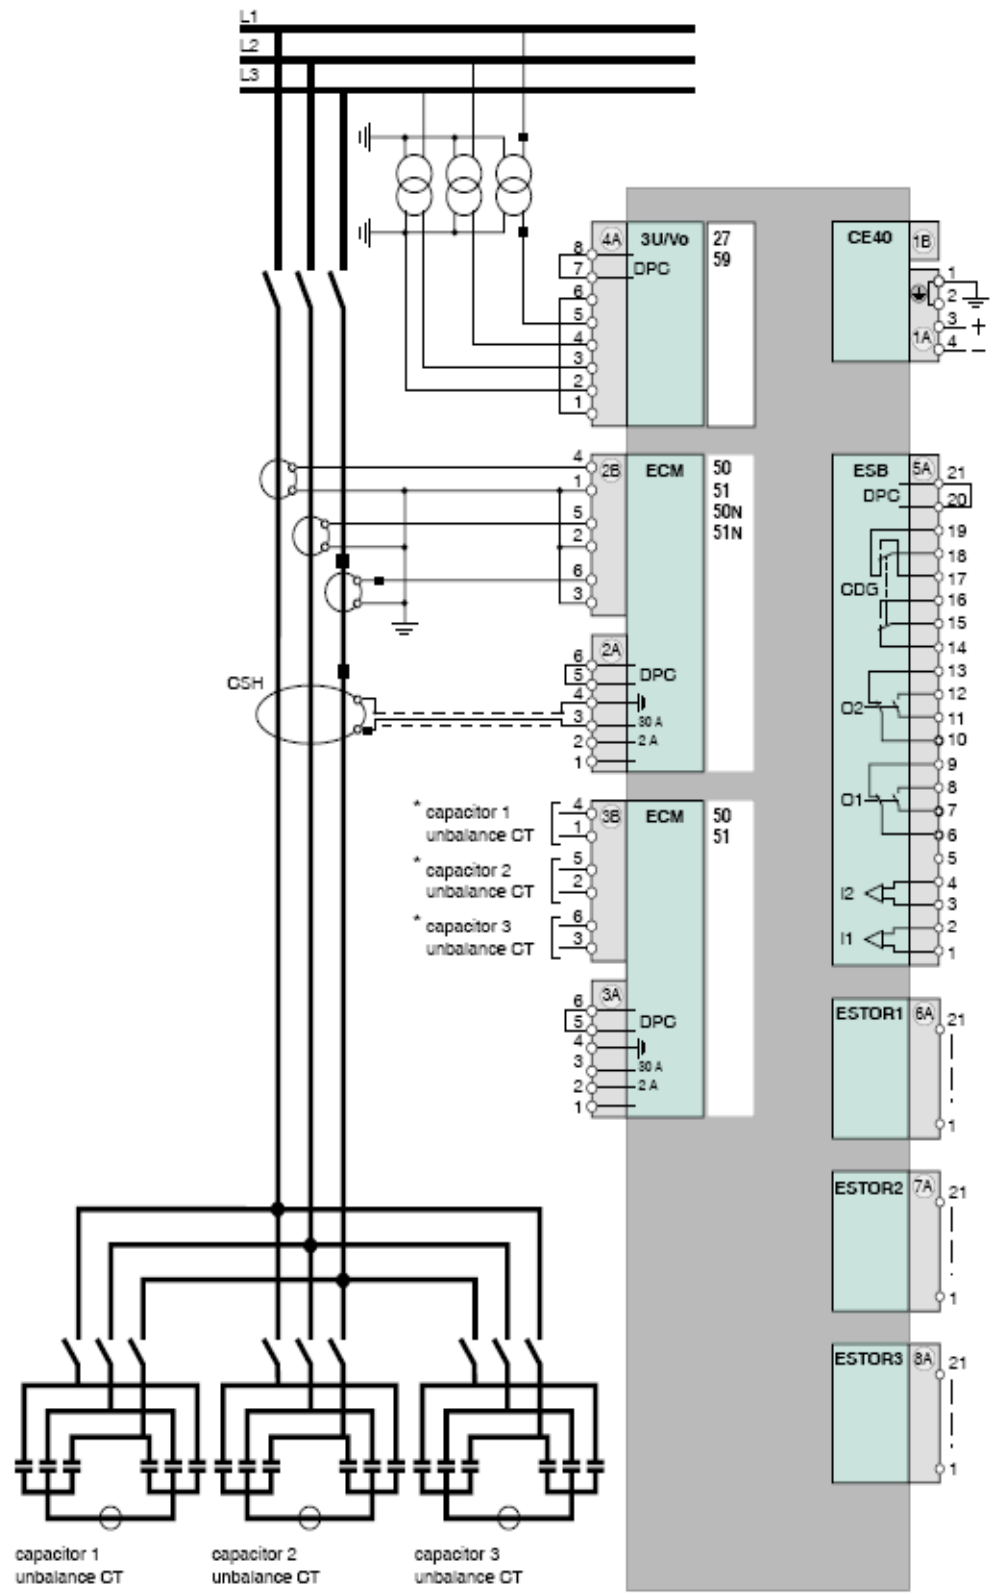 L1
L2
L3
4A 3U/Vo 27
59
8
7 DPC
6
5
4
3
2
1
CE40 1B
1
2
3 +
1A 4 -
4 2B ECM 50
1 51
5 50N
2 51N
6
3
CSH
2A
6
5 DPC
4
3 30 A
2 2 A
1
* capacitor 1
unbalance CT
* capacitor 2
unbalance CT
* capacitor 3
unbalance CT
4 3B ECM 50
1 51
5
2
6
3
3A
6
5 DPC
4
3 30 A
2 2 A
1
ESB 5A 21
DPC 20
19
18
17
CDG 16
15
14
13
12
O2 11
10
9
8
O1 7
6
5
I2 4
3
I1 2
1
ESTOR1 6A 21
1
ESTOR2 7A 21
1
ESTOR3 8A 21
1
capacitor 1
unbalance CT
capacitor 2
unbalance CT
capacitor 3
unbalance CT